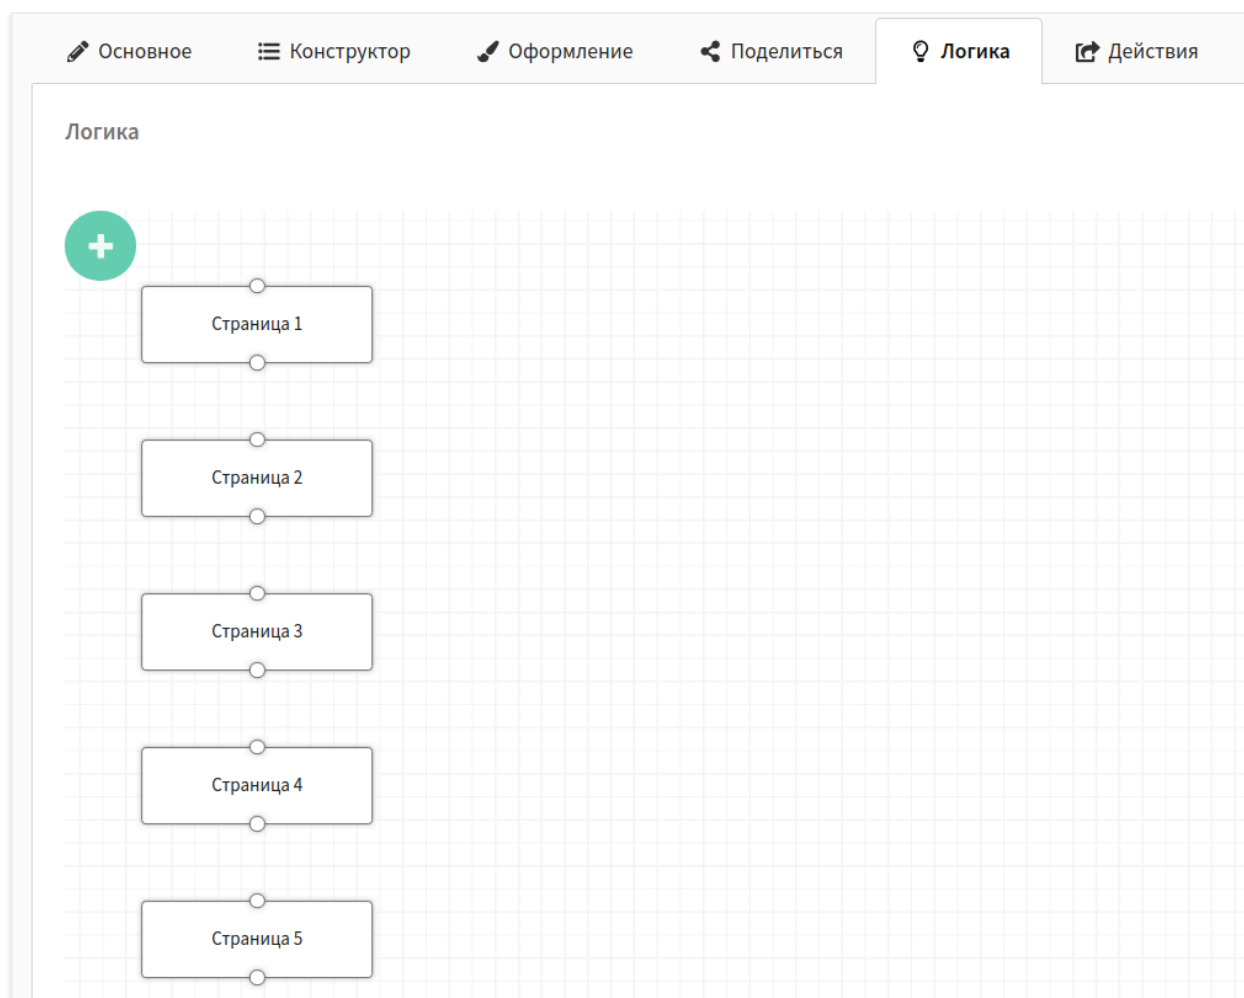 Основное Конструктор Оформление Поделиться Логика Действия
Логика
Страница 1
Страница 2
Страница 3
Страница 4
Страница 5